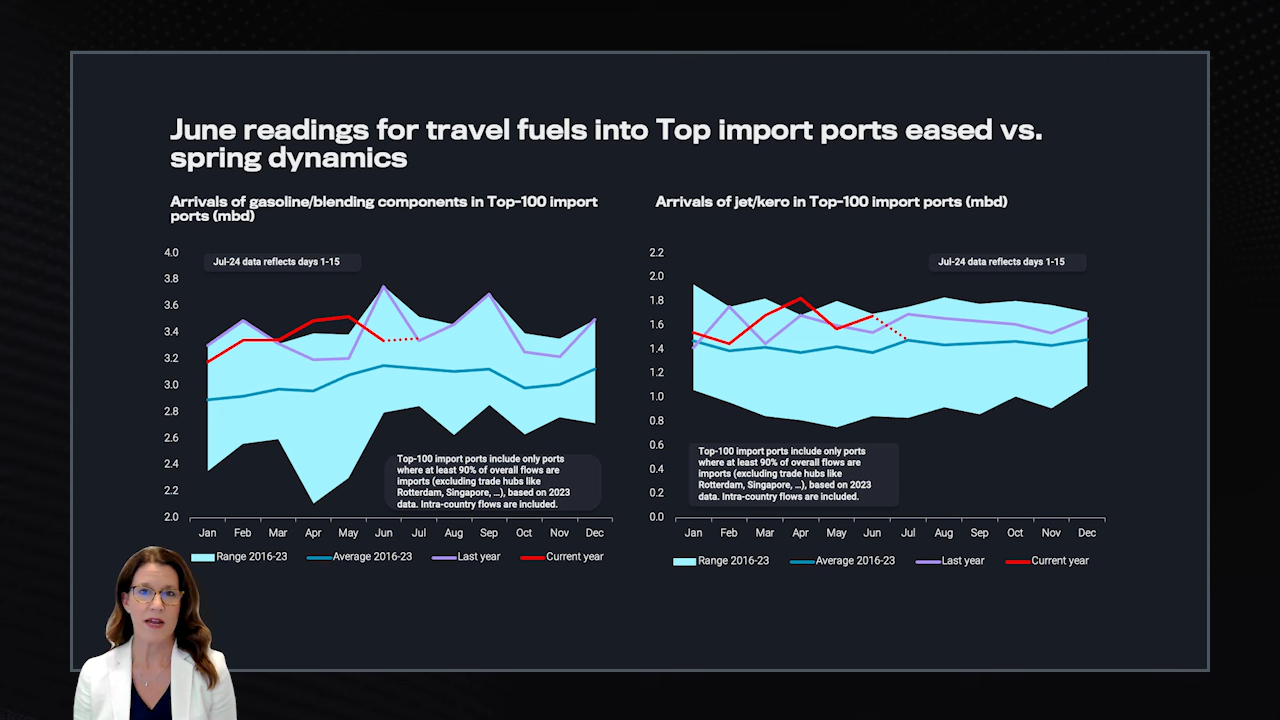 June readings for travel fuels into Top import ports eased vs.
spring dynamics
Arrivals of gasoline/blending components in Top-100 import
ports (mbd)
4.0
3.8
3.6
3.4
3.2
3.0
2.8
2.6
2.4
2.2
2.0
Jul-24 data reflects days 1-15
Top-100 import ports include only ports
where at least 90% of overall flows are
imports (excluding trade hubs like
Rotterdam, Singapore, ...), based on 2023
data. Intra-country flows are included.
Jan Feb Mar Apr May Jun Jul Aug Sep Oct Nov Dec
Range 2016-23 Average 2016-23 Last year Current year
Arrivals of jet/kero in Top-100 import ports (mbd)
2.2
2.0
1.8
1.6
1.4
1.2
1.0
0.8
0.6
0.4
0.2
0.0
Jul-24 data reflects days 1-15
Top-100 import ports include only ports
where at least 90% of overall flows are
imports (excluding trade hubs like
Rotterdam, Singapore, ...), based on 2023
data. Intra-country flows are included.
Jan Feb Mar Apr May Jun Jul Aug Sep Oct Nov Dec
Range 2016-23 Average 2016-23 Last year Current year